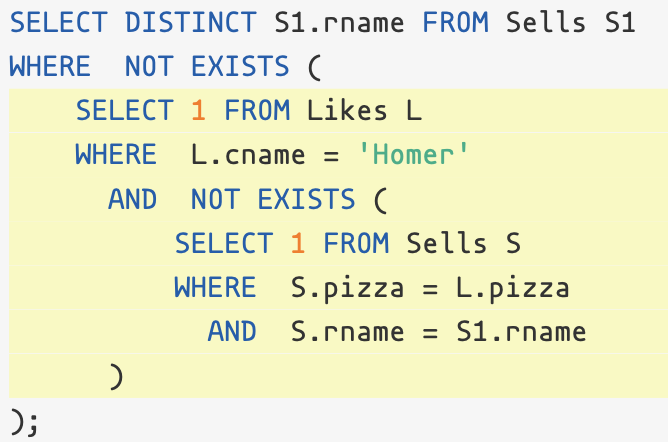 SELECT DISTINCT S1.rname FROM Sells S1
WHERE  NOT EXISTS (
    SELECT 1 FROM Likes L
    WHERE  L.cname = 'Homer'
      AND  NOT EXISTS (
          SELECT 1 FROM Sells S
          WHERE  S.pizza = L.pizza
            AND  S.rname = S1.rname
      )
);